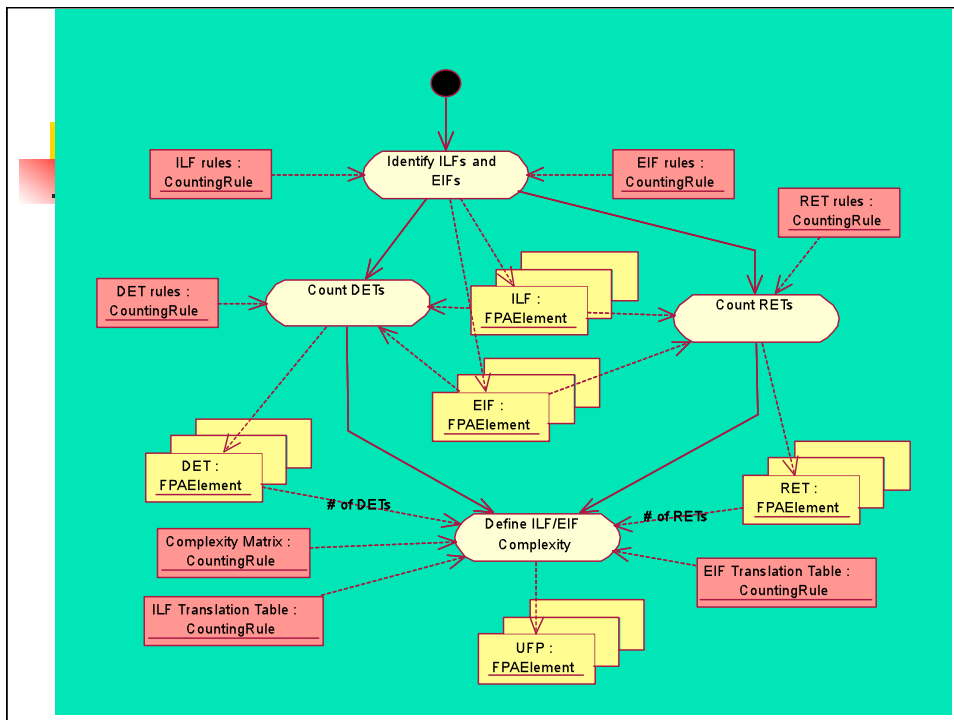 Identify ILFs and
EIFs
ILF rules :
CountingRule
EIF rules :
CountingRule
RET rules :
CountingRule
DET rules :
CountingRule
Count DETs
ILF :
FPAElement
Count RETs
EIF :
FPAElement
DET :
FPAElement
# of DETs
RET :
FPAElement
# of RETs
Define ILF/EIF
Complexity
Complexity Matrix :
CountingRule
EIF Translation Table :
CountingRule
ILF Translation Table :
CountingRule
UFP :
FPAElement